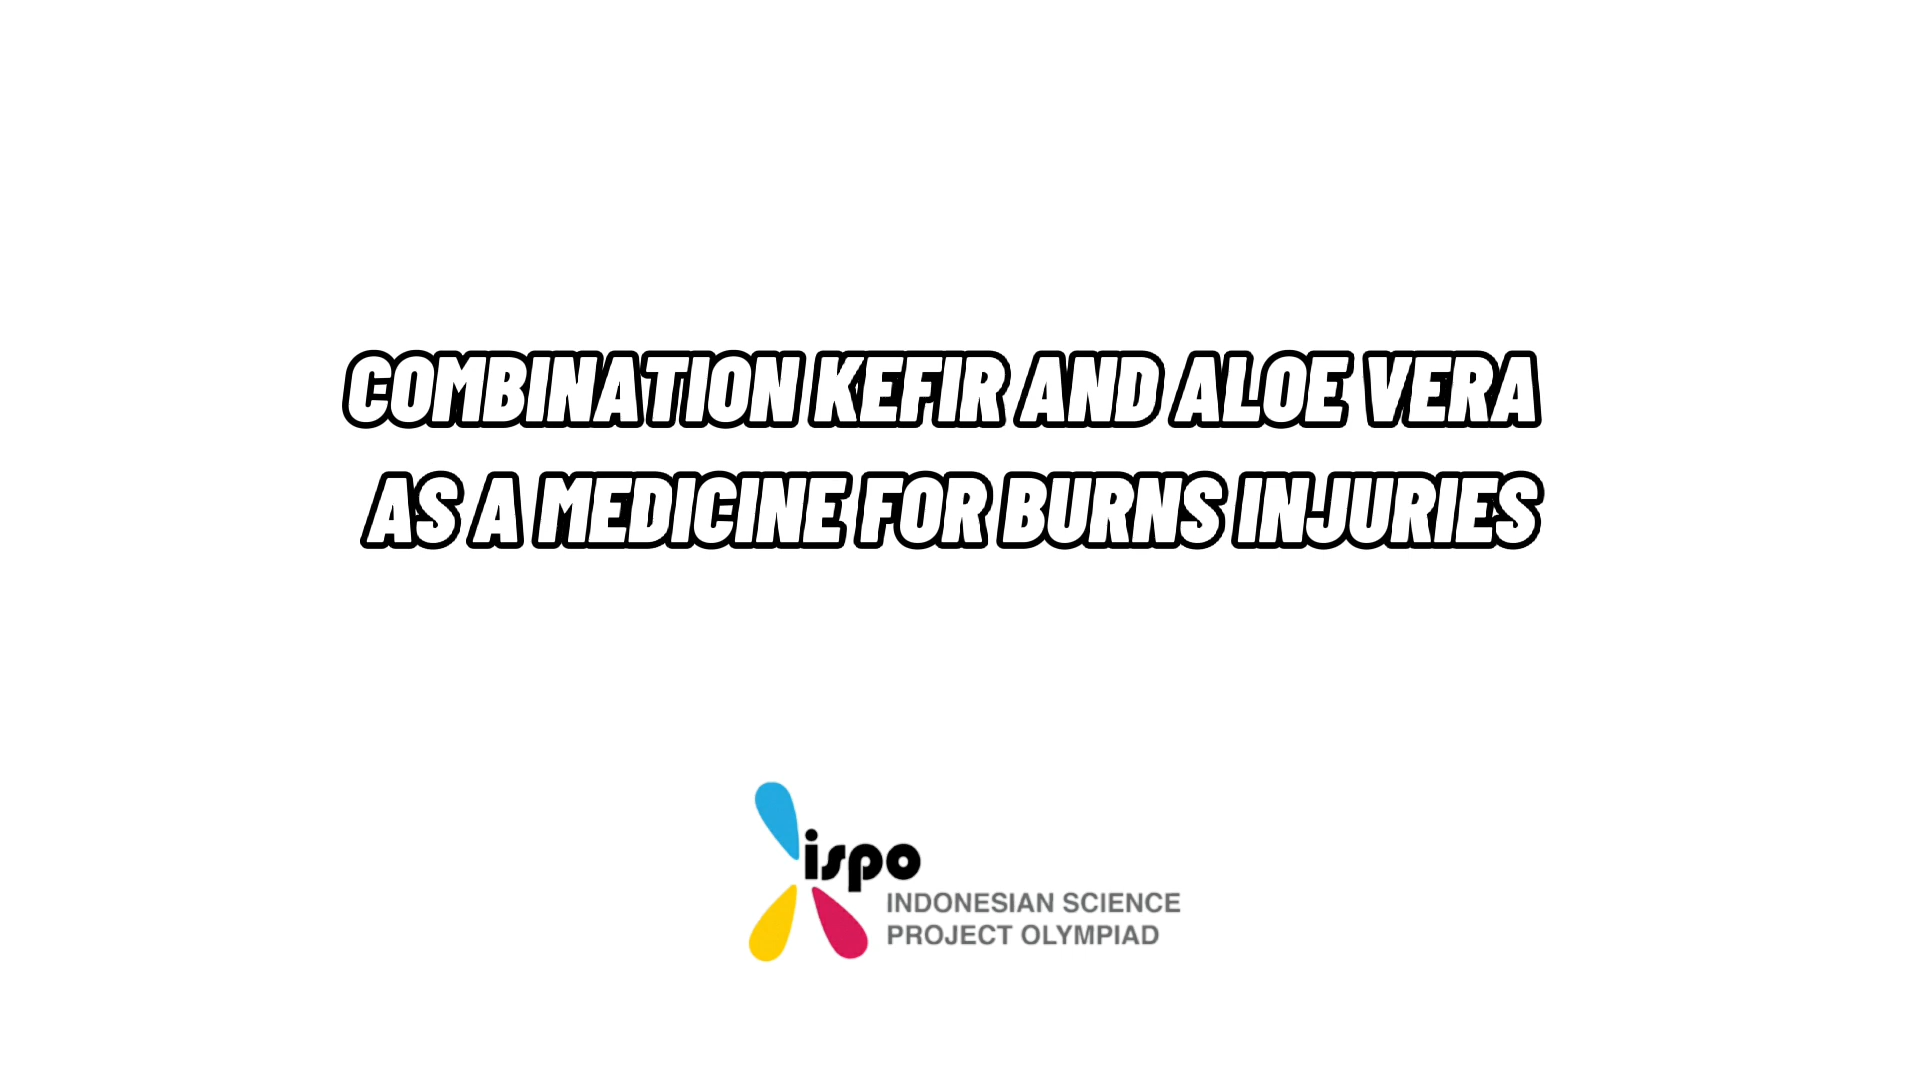 COMBINATION KEFIR AND ALOE VERA
AS A MEDICINE FOR BURNS INJURIES
ispo
INDONESIAN SCIENCE
PROJECT OLYMPIAD